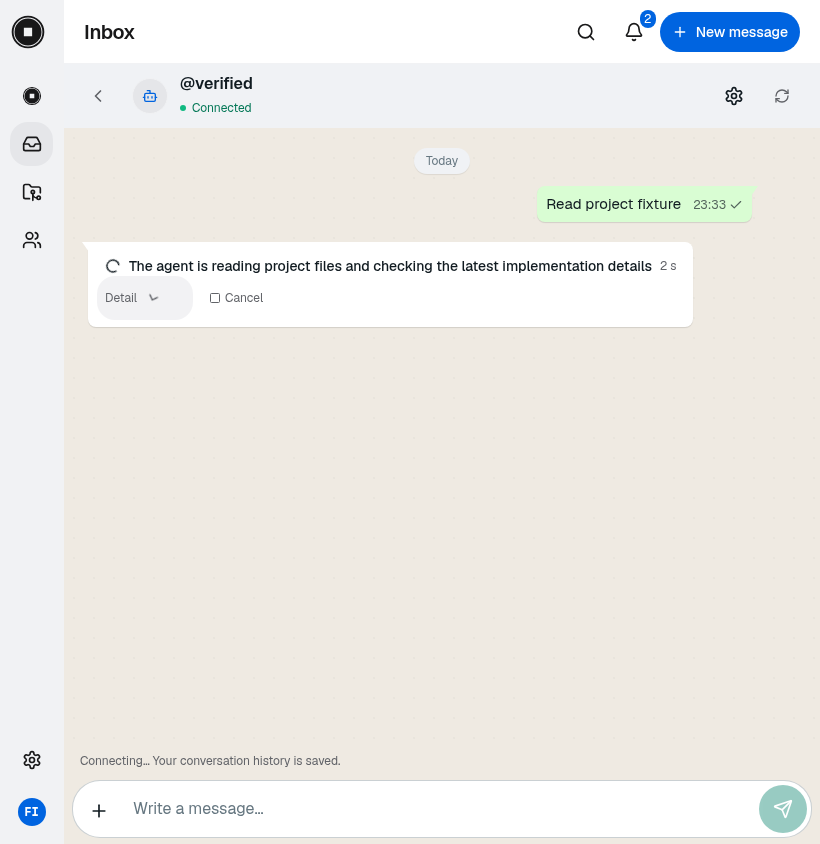 Inbox
2
New message
@verified
Connected
Today
Read project fixture 23:33
The agent is reading project files and checking the latest implementation details 2 s
Detail Cancel
Connecting… Your conversation history is saved.
FI
Write a message…